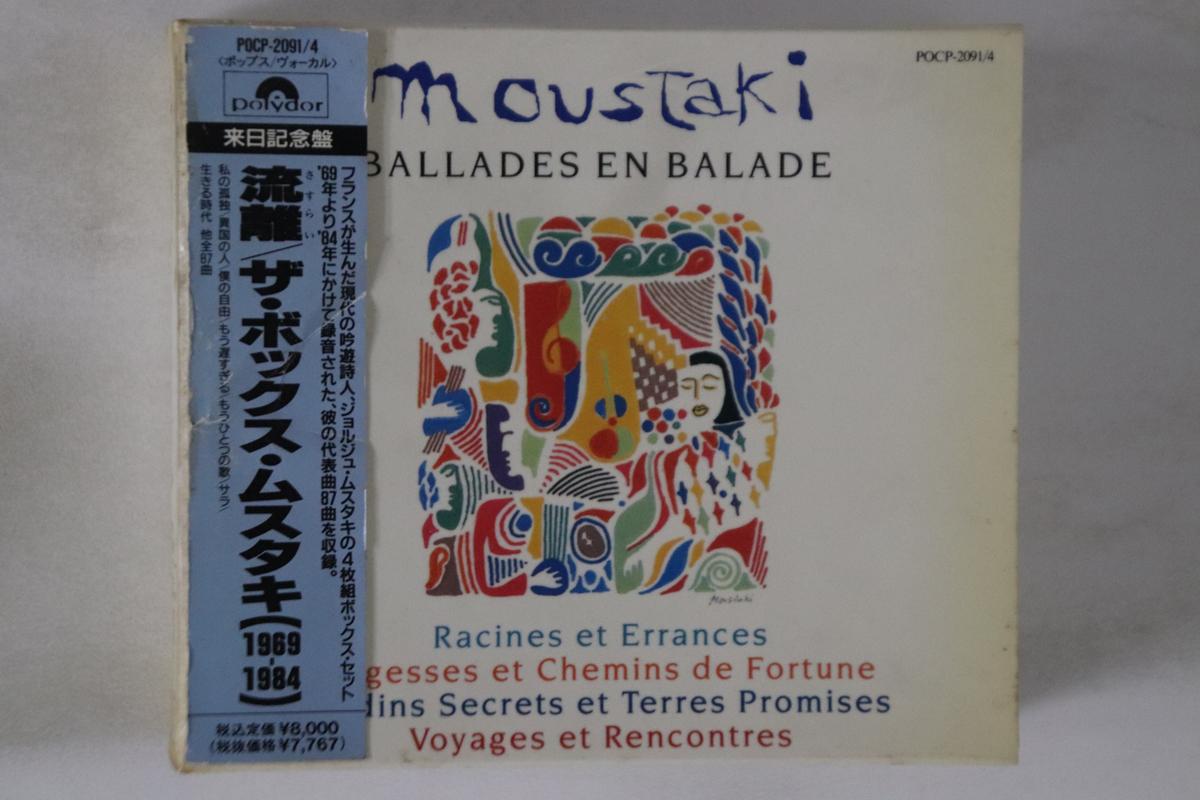 POCP-2091/4
〈ポップス/ヴォーカル〉
polydor
来日記念盤
フランスが生んだ現代の吟遊詩人、ジョルジュ・ムスタキの4枚組ボックス・セット
'69年より'84年にかけて録音された、彼の代表曲87曲を収録。
さすらい
流離/ザ・ボックス・ムスタキ(1969-1984)
私の孤独/異国の人/僕の自由/もう遅すぎる/もうひとつの歌/サラ/
生きる時代 他全87曲
税込定価¥8,000
(税抜価格¥7,767)
POCP-2091/4
moustaki
BALLADES EN BALADE
Moustaki
Racines et Errances
gesses et Chemins de Fortune
dins Secrets et Terres Promises
Voyages et Rencontres